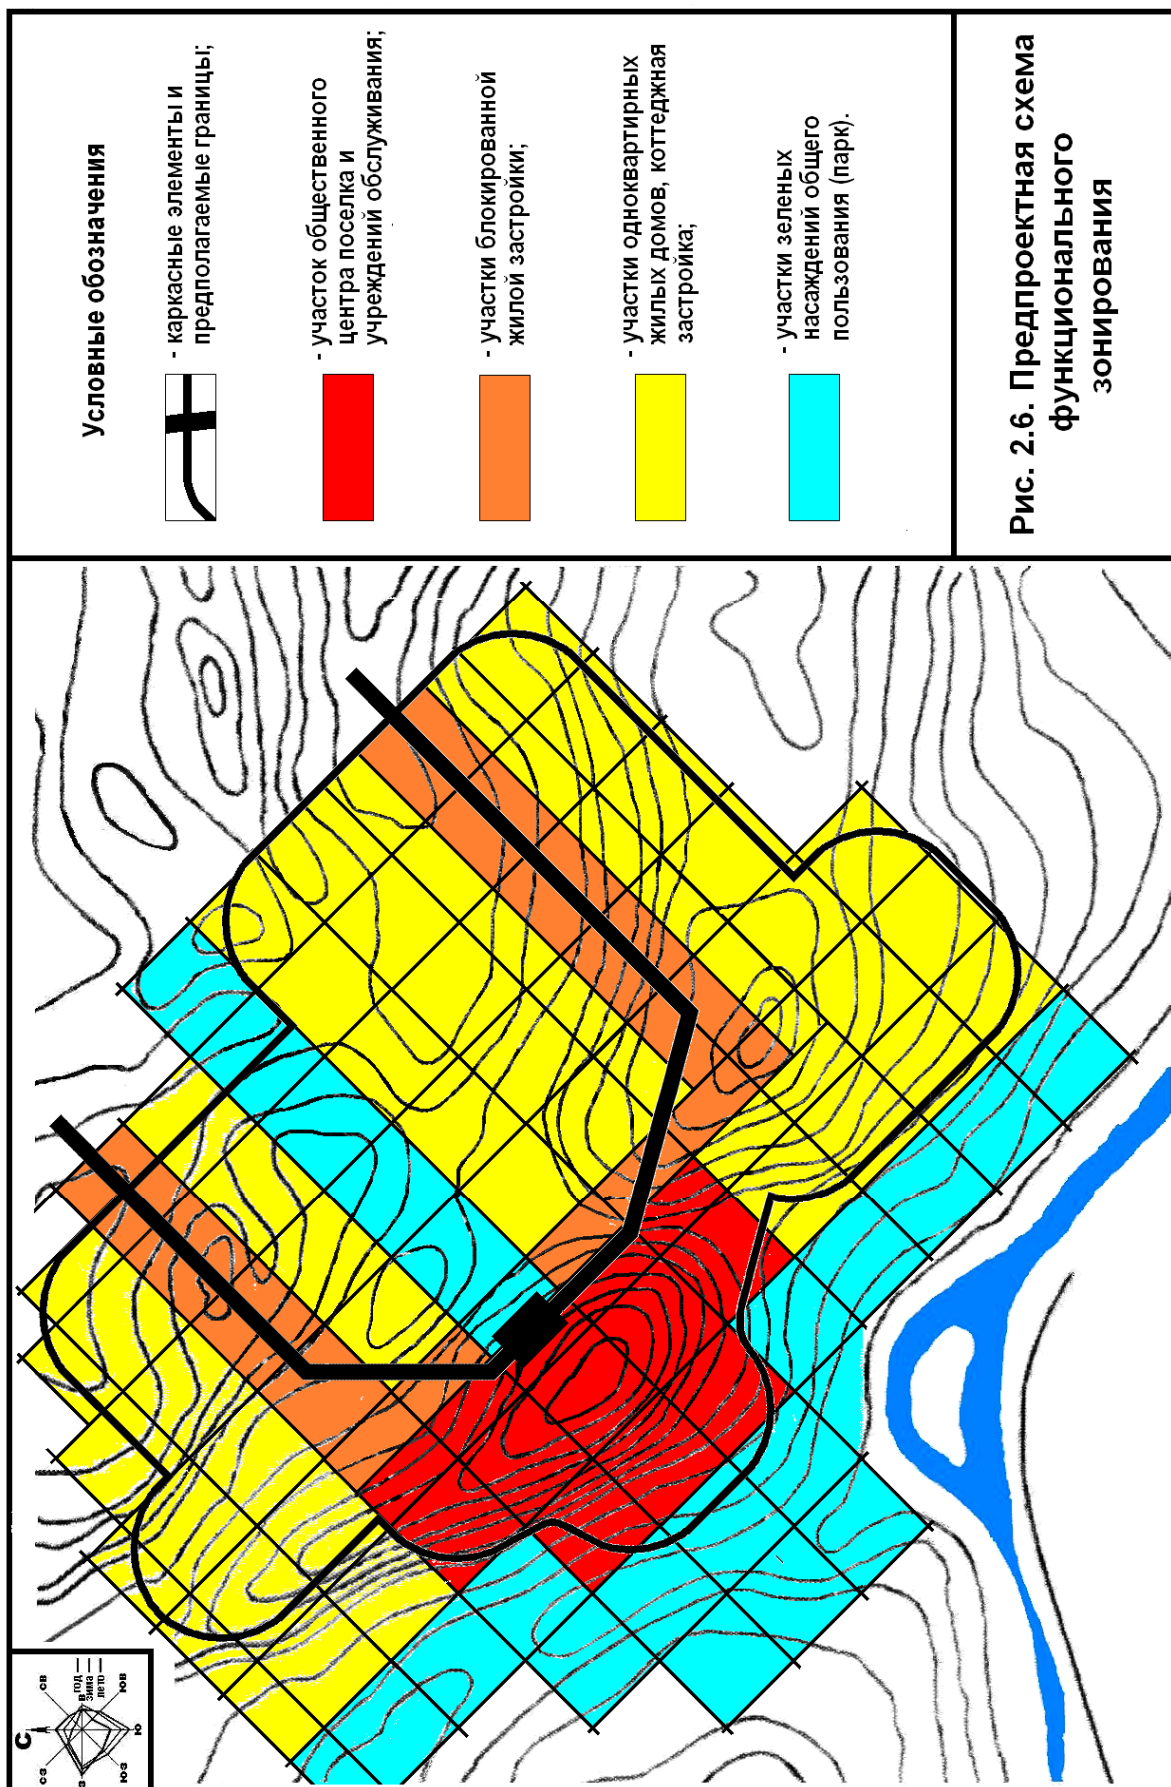 Условные обозначения
- каркасные элементы и
предполагаемые границы;
- участок общественного
центра поселка и
учреждений обслуживания;
- участки блокированной
жилой застройки;
- участки одноквартирных
жилых домов, коттеджная
застройка;
- участки зеленых
насаждений общего
пользования (парк).
Рис. 2.6. Предпроектная схема
функционального
зонирования
С
СВ
В
ЮВ
Ю
ЮЗ
З
СЗ
год
зима
лето